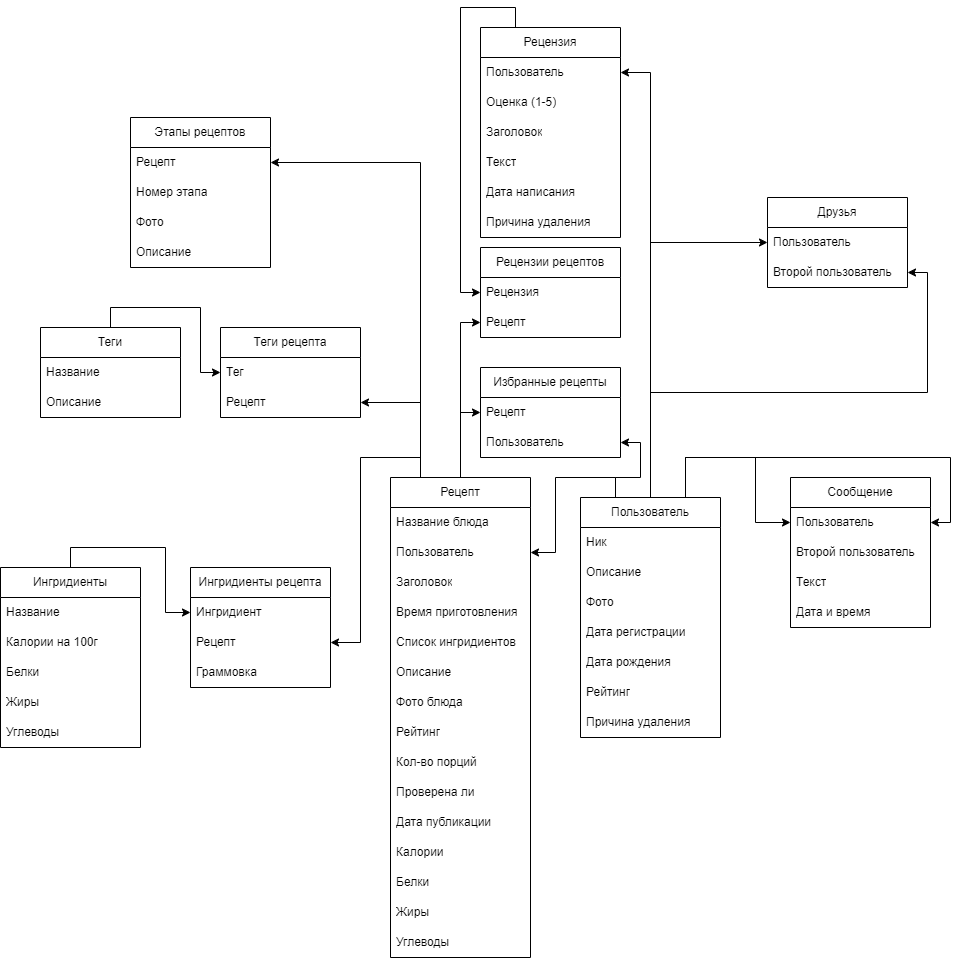 Рецензия
Пользователь
Оценка (1-5)
Заголовок
Текст
Дата написания
Причина удаления
Этапы рецептов
Рецепт
Номер этапа
Фото
Описание
Друзья
Пользователь
Второй пользователь
Рецензии рецептов
Рецензия
Рецепт
Теги
Название
Описание
Теги рецепта
Тег
Рецепт
Избранные рецепты
Рецепт
Пользователь
Рецепт
Название блюда
Пользователь
Заголовок
Время приготовления
Список ингридиентов
Описание
Фото блюда
Рейтинг
Кол-во порций
Проверена ли
Дата публикации
Калории
Белки
Жиры
Углеводы
Пользователь
Ник
Описание
Фото
Дата регистрации
Дата рождения
Рейтинг
Причина удаления
Сообщение
Пользователь
Второй пользователь
Текст
Дата и время
Ингридиенты
Название
Калории на 100г
Белки
Жиры
Углеводы
Ингридиенты рецепта
Ингридиент
Рецепт
Граммовка